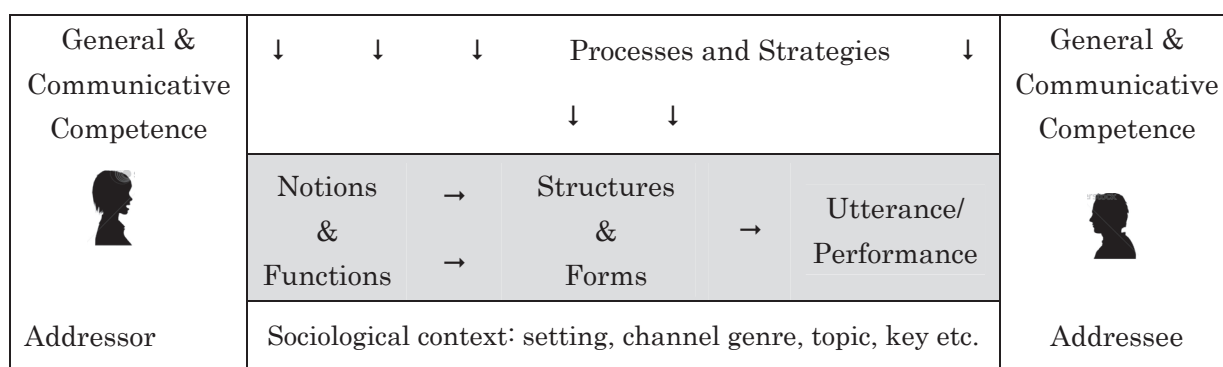 General &
Communicative
Competence
Addressor
↓ ↓ ↓ Processes and Strategies ↓
↓ ↓
Notions
&
Functions
→
→
Structures
&
Forms
→
Utterance/
Performance
Sociological context: setting, channel genre, topic, key etc.
General &
Communicative
Competence
Addressee